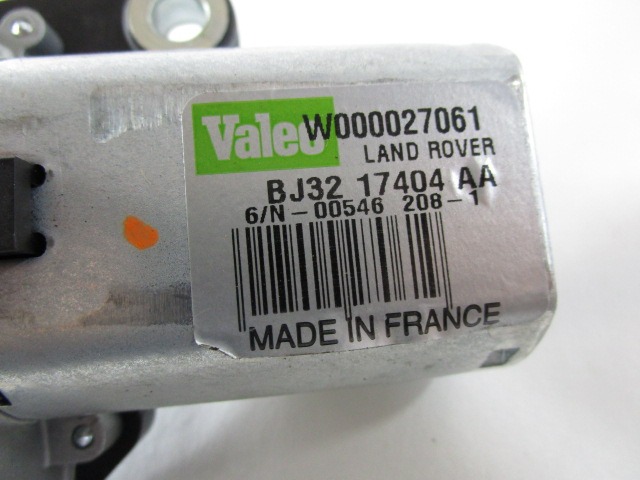 Valeo W000027061
LAND ROVER
BJ32 17404 AA
6/N-00546 208-1
MADE IN FRANCE